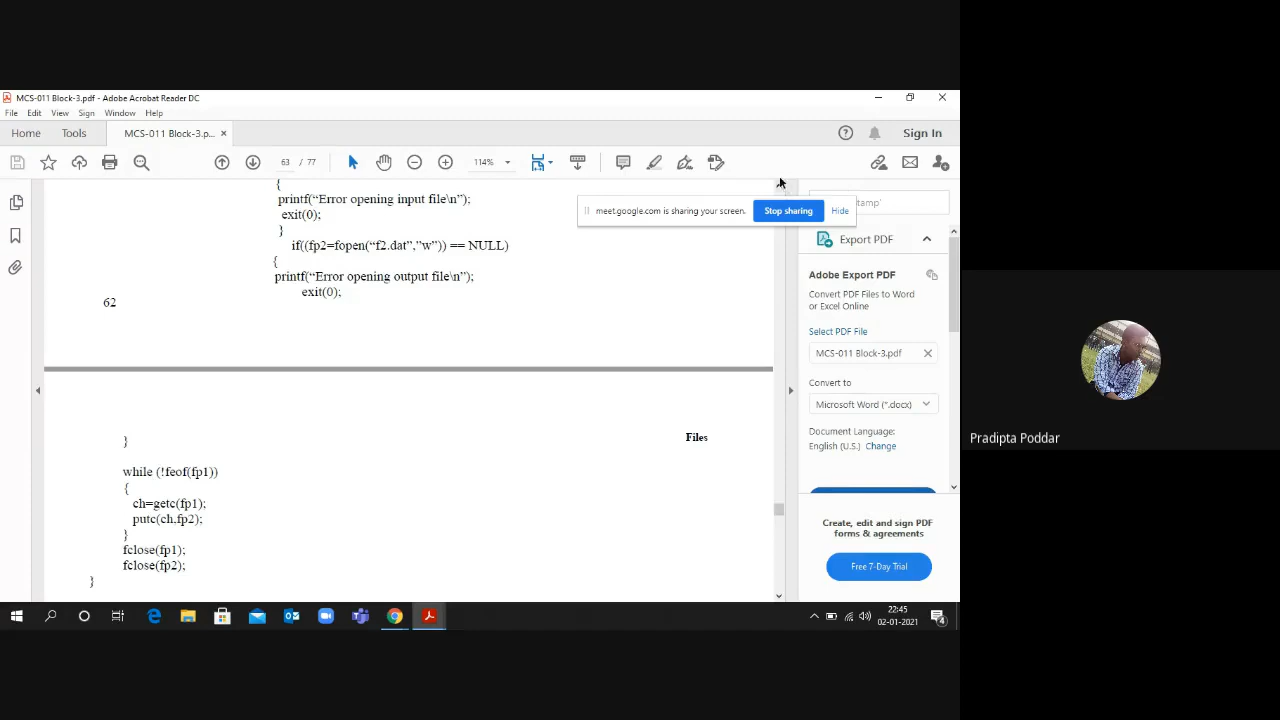 MCS-011 Block-3.pdf - Adobe Acrobat Reader DC
File Edit View Sign Window Help
Home Tools MCS-011 Block-3.p... × Sign In
63 / 77 114%
{
printf(“Error opening input file\n”);
exit(0);
}
if((fp2=fopen(“f2.dat”,”w”)) == NULL)
{
printf(“Error opening output file\n”);
exit(0);
62
Files
}
while (!feof(fp1))
{
ch=getc(fp1);
putc(ch,fp2);
}
fclose(fp1);
fclose(fp2);
}
meet.google.com is sharing your screen. Stop sharing Hide
stamp'
Export PDF
Adobe Export PDF
Convert PDF Files to Word
or Excel Online
Select PDF File
MCS-011 Block-3.pdf ×
Convert to
Microsoft Word (*.docx)
Document Language:
English (U.S.) Change
Create, edit and sign PDF
forms & agreements
Free 7-Day Trial
22:45
02-01-2021
4
Pradipta Poddar